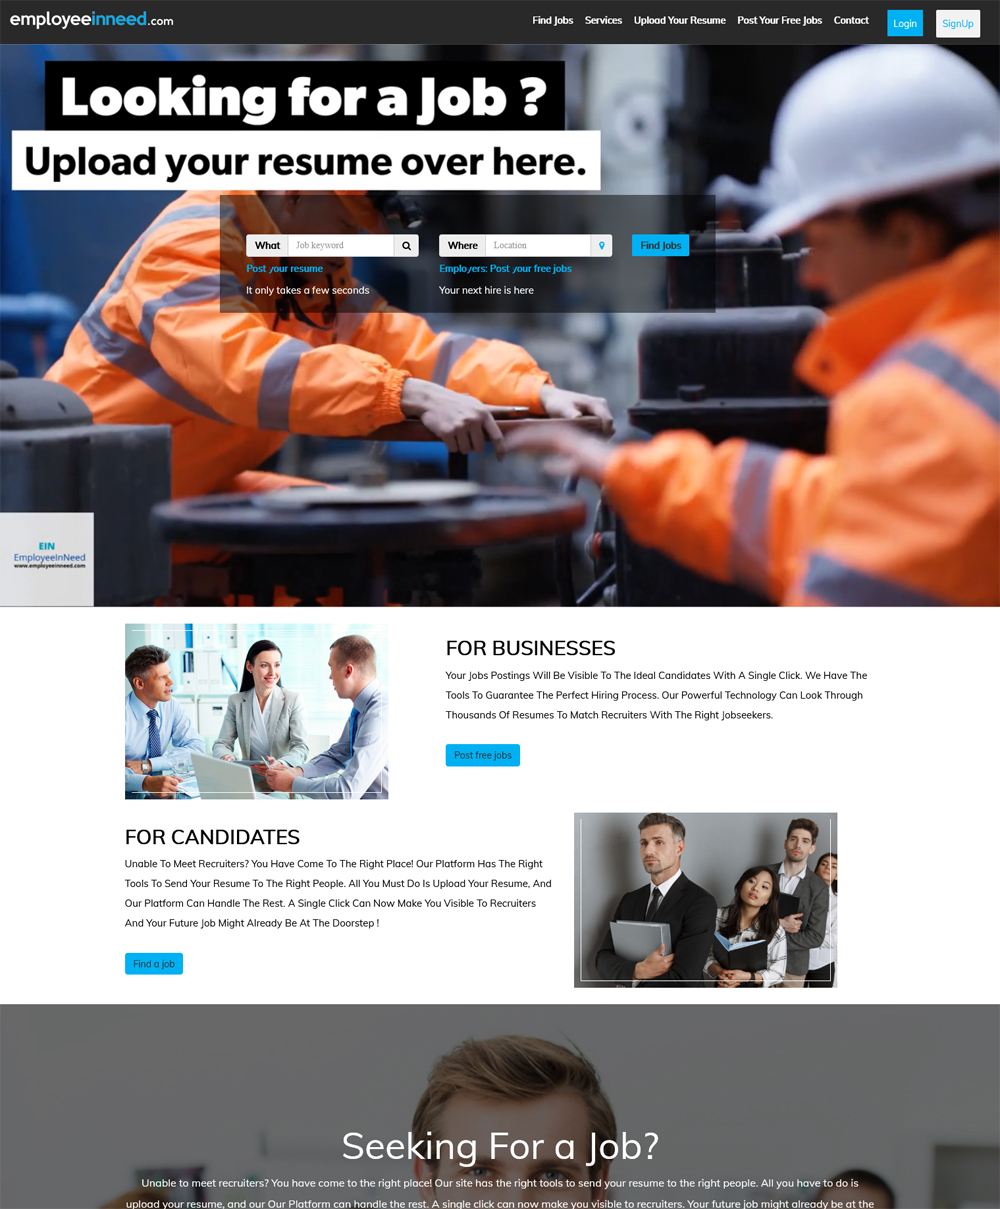 employeeinneed.com
Find Jobs Services Upload Your Resume Post Your Free Jobs Contact Login SignUp
Looking for a Job ?
Upload your resume over here.
What Job keyword Where Location Find Jobs
Post your resume Employers: Post your free jobs
It only takes a few seconds Your next hire is here
EIN
EmployeeInNeed
www.employeeinneed.com
FOR BUSINESSES
Your Jobs Postings Will Be Visible To The Ideal Candidates With A Single Click. We Have The
Tools To Guarantee The Perfect Hiring Process. Our Powerful Technology Can Look Through
Thousands Of Resumes To Match Recruiters With The Right Jobseekers.
Post free jobs
FOR CANDIDATES
Unable To Meet Recruiters? You Have Come To The Right Place! Our Platform Has The Right
Tools To Send Your Resume To The Right People. All You Must Do Is Upload Your Resume, And
Our Platform Can Handle The Rest. A Single Click Can Now Make You Visible To Recruiters
And Your Future Job Might Already Be At The Doorstep !
Find a job
Seeking For a Job?
Unable to meet recruiters? You have come to the right place! Our site has the right tools to send your resume to the right people. All you have to do is
upload your resume, and our Our Platform can handle the rest. A single click can now make you visible to recruiters. Your future job might already be at the